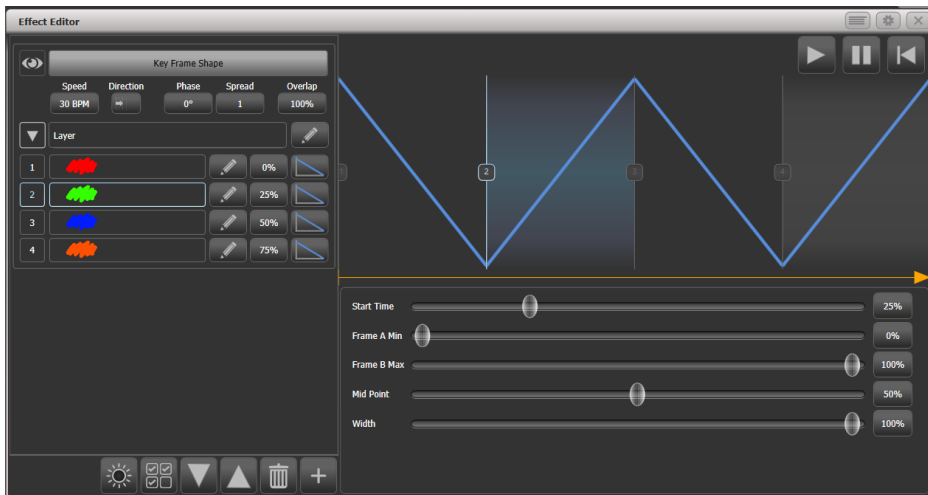 Effect Editor
Key Frame Shape
Speed Direction Phase Spread Overlap
30 BPM 0° 1 100%
Layer
1 0%
2 25%
3 50%
4 75%
1 2 3 4
Start Time 25%
Frame A Min 0%
Frame B Max 100%
Mid Point 50%
Width 100%